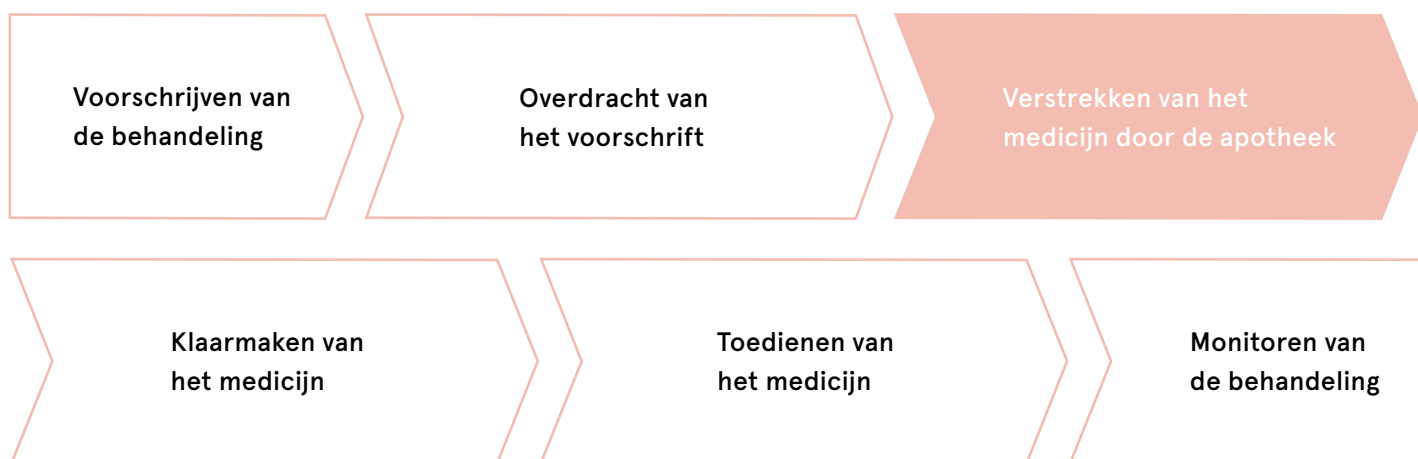 Voorschrijven van
de behandeling
Overdracht van
het voorschrift
Verstrekken van het
medicijn door de apotheek
Klaarmaken van
het medicijn
Toedienen van
het medicijn
Monitoren van
de behandeling